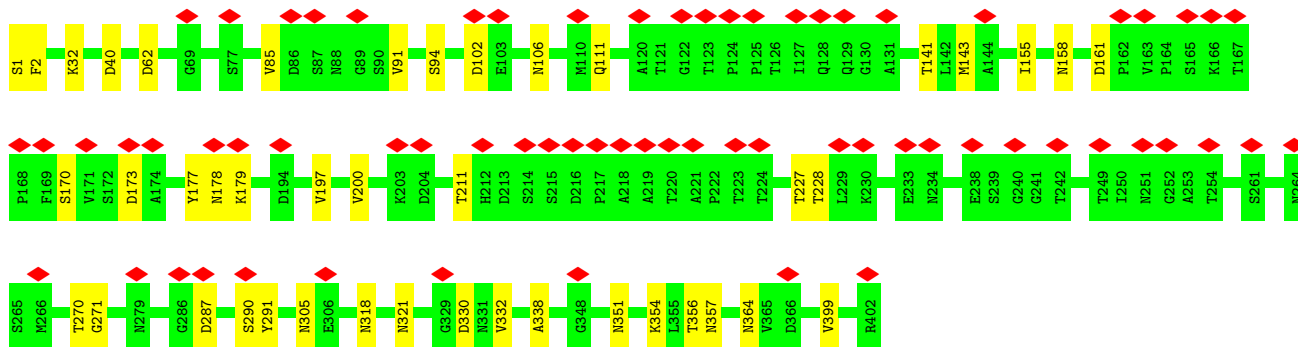 S1 F2 K32 D40 D62 G69 S77 V85 D86 S87 N88 G89 S90 V91 S94 D102 E103 N106 M110 Q111 A120 T121 G122 T123 P124 P125 T126 I127 Q128 Q129 G130 A131 T141 L142 M143 A144 I155 N158 D161 P162 V163 P164 S165 K166 T167
P168 F169 S170 V171 S172 D173 A174 Y177 N178 K179 D194 V197 V200 K203 D204 T211 H212 D213 S214 S215 D216 P217 A218 A219 T220 A221 P222 T223 T224 T227 T228 L229 K230 E233 N234 E238 S239 G240 G241 T242 T249 I250 N251 G252 A253 T254 S261 N264
S265 M266 T270 G271 N279 G286 D287 S290 Y291 N305 E306 N318 N321 G329 D330 N331 V332 A338 G348 N351 K354 L355 T356 N357 N364 V365 D366 V399 R402